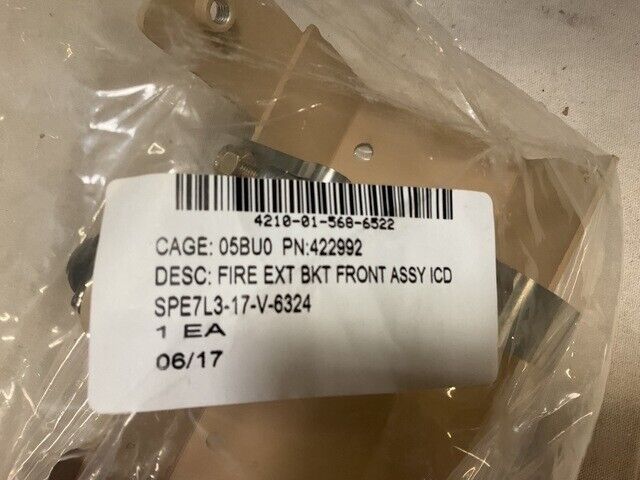 4210-01-568-6522
CAGE: 05BU0 PN:422992
DESC: FIRE EXT BKT FRONT ASSY ICD
SPE7L3-17-V-6324
1 EA
06/17